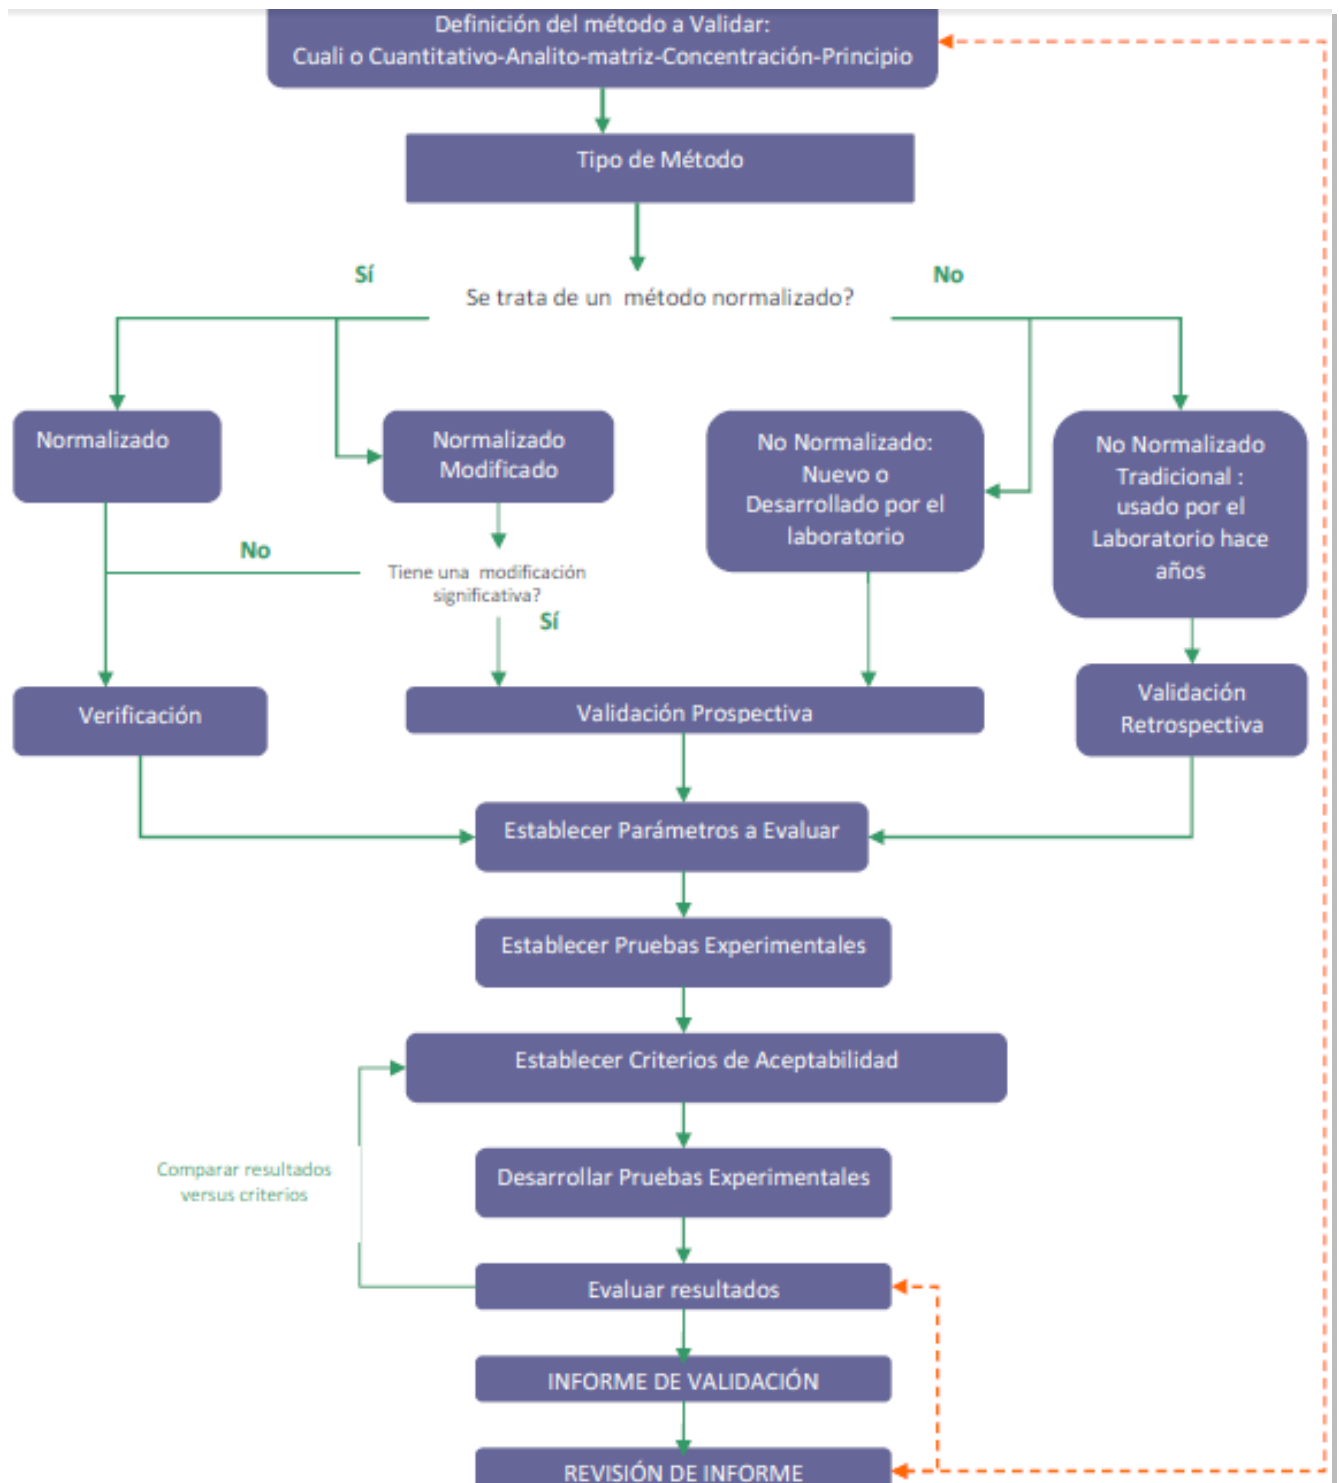 Definición del método a Validar:
Cuali o Cuantitativo-Analito-matriz-Concentración-Principio
Tipo de Método
Sí
No
Se trata de un método normalizado?
Normalizado
Normalizado
Modificado
No Normalizado:
Nuevo o
Desarrollado por el
laboratorio
No Normalizado
Tradicional :
usado por el
Laboratorio hace
años
No
Tiene una modificación
significativa?
Sí
Verificación
Validación Prospectiva
Validación
Retrospectiva
Establecer Parámetros a Evaluar
Establecer Pruebas Experimentales
Establecer Criterios de Aceptabilidad
Comparar resultados
versus criterios
Desarrollar Pruebas Experimentales
Evaluar resultados
INFORME DE VALIDACIÓN
REVISIÓN DE INFORME